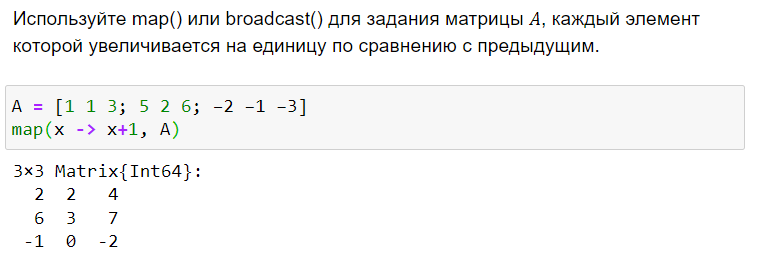 Используйте map() или broadcast() для задания матрицы A, каждый элемент
которой увеличивается на единицу по сравнению с предыдущим.
A = [1 1 3; 5 2 6; −2 −1 −3]
map(x -> x+1, A)
3×3 Matrix{Int64}:
2 2 4
6 3 7
-1 0 -2